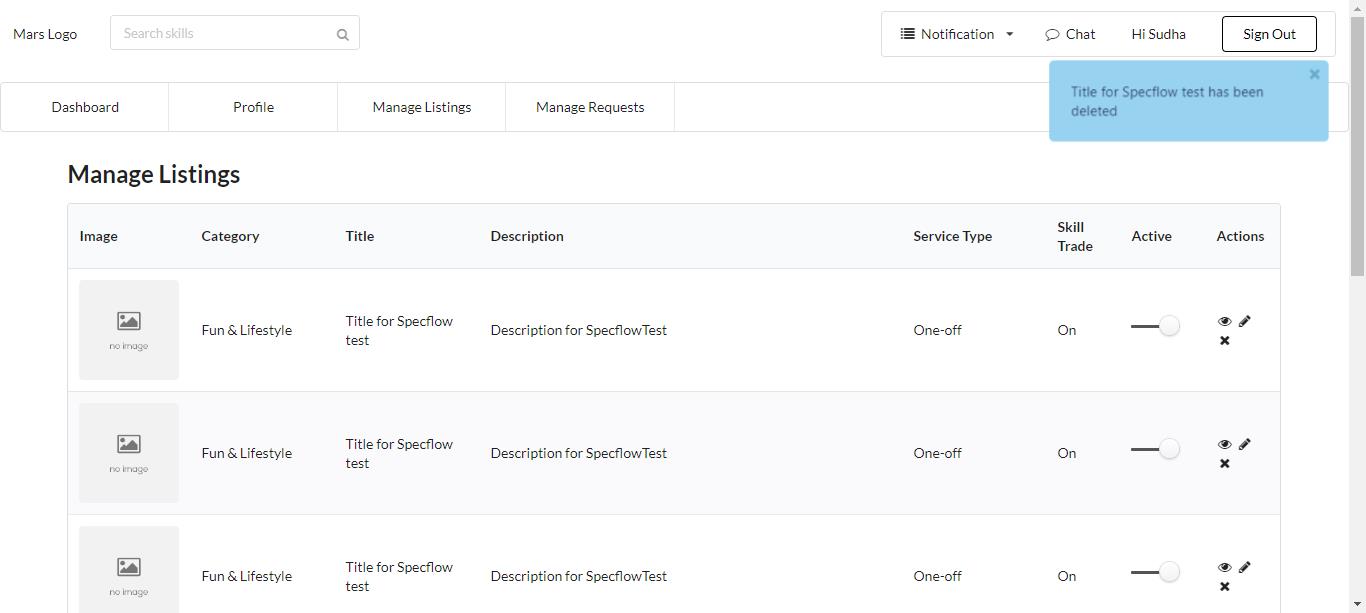 Mars Logo
Search skills
Notification
Chat
Hi Sudha
Sign Out
Title for Specflow test has been
deleted
Dashboard
Profile
Manage Listings
Manage Requests
Manage Listings
Image
Category
Title
Description
Service Type
Skill
Trade
Active
Actions
no image
Fun & Lifestyle
Title for Specflow
test
Description for SpecflowTest
One-off
On
no image
Fun & Lifestyle
Title for Specflow
test
Description for SpecflowTest
One-off
On
no image
Fun & Lifestyle
Title for Specflow
test
Description for SpecflowTest
One-off
On